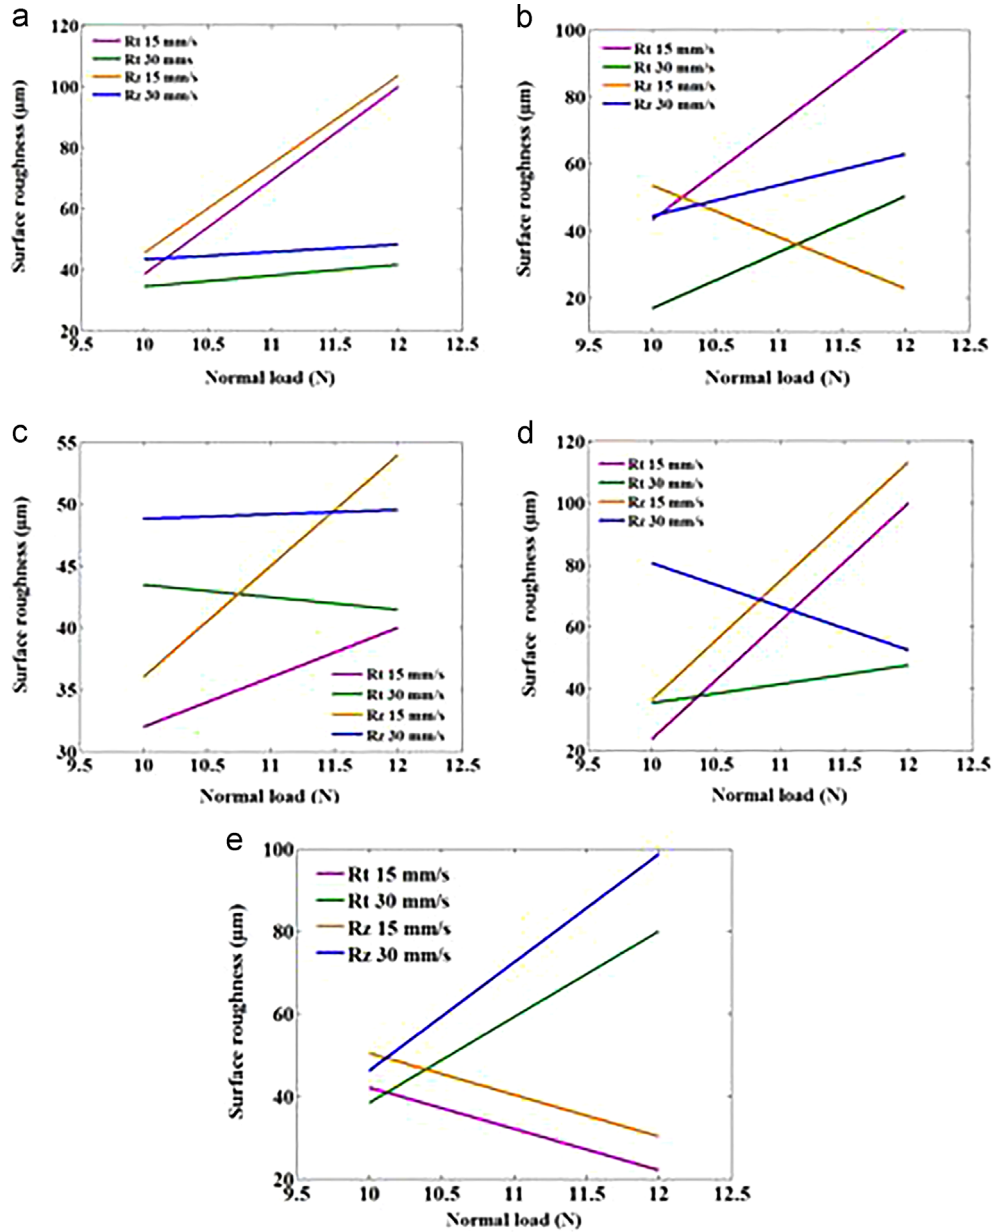 a
120
100
80
60
40
20
Rt 15 mm/s
Rt 30 mms
Rz 15 mm/s
Rz 30 mm/s
Surface roughness (µm)
9.5 10 10.5 11 11.5 12 12.5
Normal load (N)
b
100
80
60
40
20
Rt 15 mm/s
Rt 30 mm/s
Rz 15 mm/s
Rz 30 mm/s
Surface roughness (µm)
9.5 10 10.5 11 11.5 12 12.5
Normal load (N)
c
55
50
45
40
35
30
Rt 15 mm/s
Rt 30 mm/s
Rz 15 mm/s
Rz 30 mm/s
Surface roughness (µm)
9.5 10 10.5 11 11.5 12 12.5
Normal load (N)
d
120
100
80
60
40
20
Rt 15 mm/s
Rt 30 mm/s
Rz 15 mm/s
Rz 30 mm/s
Surface roughness (µm)
9.5 10 10.5 11 11.5 12 12.5
Normal load (N)
e
100
80
60
40
20
Rt 15 mm/s
Rt 30 mm/s
Rz 15 mm/s
Rz 30 mm/s
Surface roughness (µm)
9.5 10 10.5 11 11.5 12 12.5
Normal load (N)